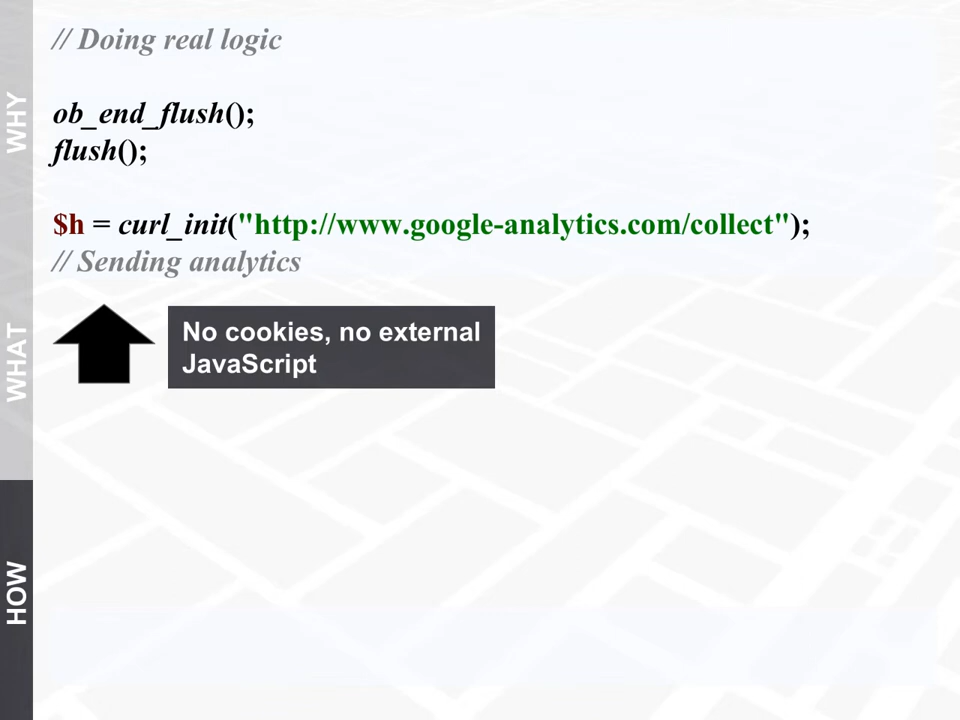 // Doing real logic
ob_end_flush();
flush();
$h = curl_init("http://www.google-analytics.com/collect");
// Sending analytics
No cookies, no external
JavaScript
WHY
WHAT
HOW